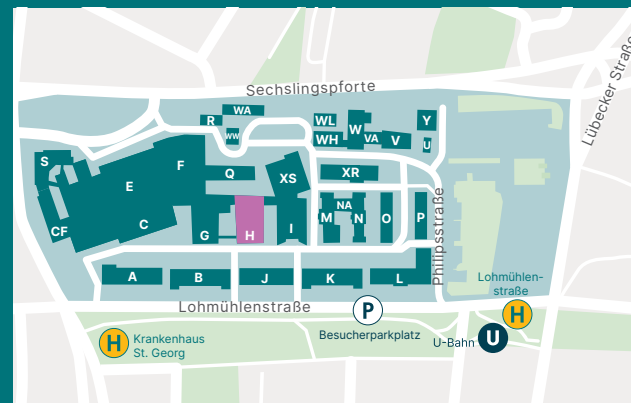 Sechslingspforte
Lübecker Straße
WA
R
WW
WL
WH
W
VA
V
Y
U
S
F
E
Q
XS
XR
C
CF
G
H
I
M
NA
N
O
P
Philipsstraße
A
B
J
K
L
Lohmühlenstraße
Lohmühlen-
straße
H
P
Besucherparkplatz
U-Bahn
U
H
Krankenhaus
St. Georg